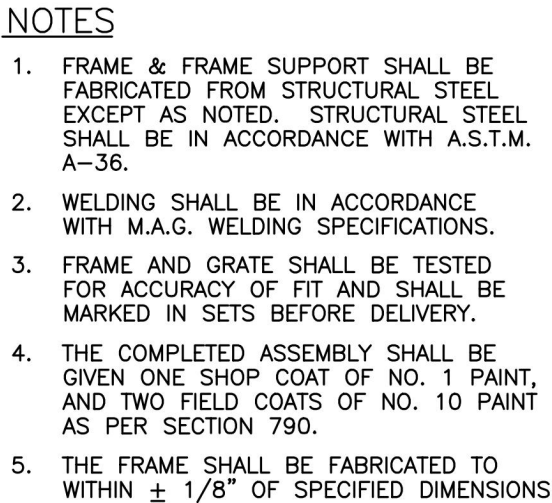 NOTES
1. FRAME & FRAME SUPPORT SHALL BE
FABRICATED FROM STRUCTURAL STEEL
EXCEPT AS NOTED. STRUCTURAL STEEL
SHALL BE IN ACCORDANCE WITH A.S.T.M.
A-36.
2. WELDING SHALL BE IN ACCORDANCE
WITH M.A.G. WELDING SPECIFICATIONS.
3. FRAME AND GRATE SHALL BE TESTED
FOR ACCURACY OF FIT AND SHALL BE
MARKED IN SETS BEFORE DELIVERY.
4. THE COMPLETED ASSEMBLY SHALL BE
GIVEN ONE SHOP COAT OF NO. 1 PAINT,
AND TWO FIELD COATS OF NO. 10 PAINT
AS PER SECTION 790.
5. THE FRAME SHALL BE FABRICATED TO
WITHIN ± 1/8" OF SPECIFIED DIMENSIONS